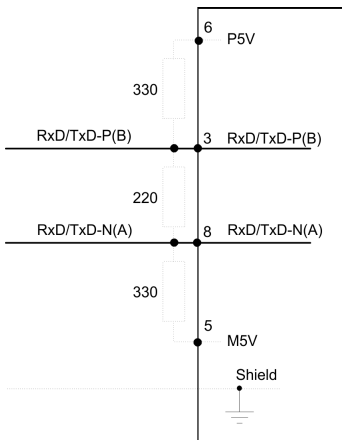 6
P5V
330
RxD/TxD-P(B)
3
RxD/TxD-P(B)
220
RxD/TxD-N(A)
8
RxD/TxD-N(A)
330
5
M5V
Shield